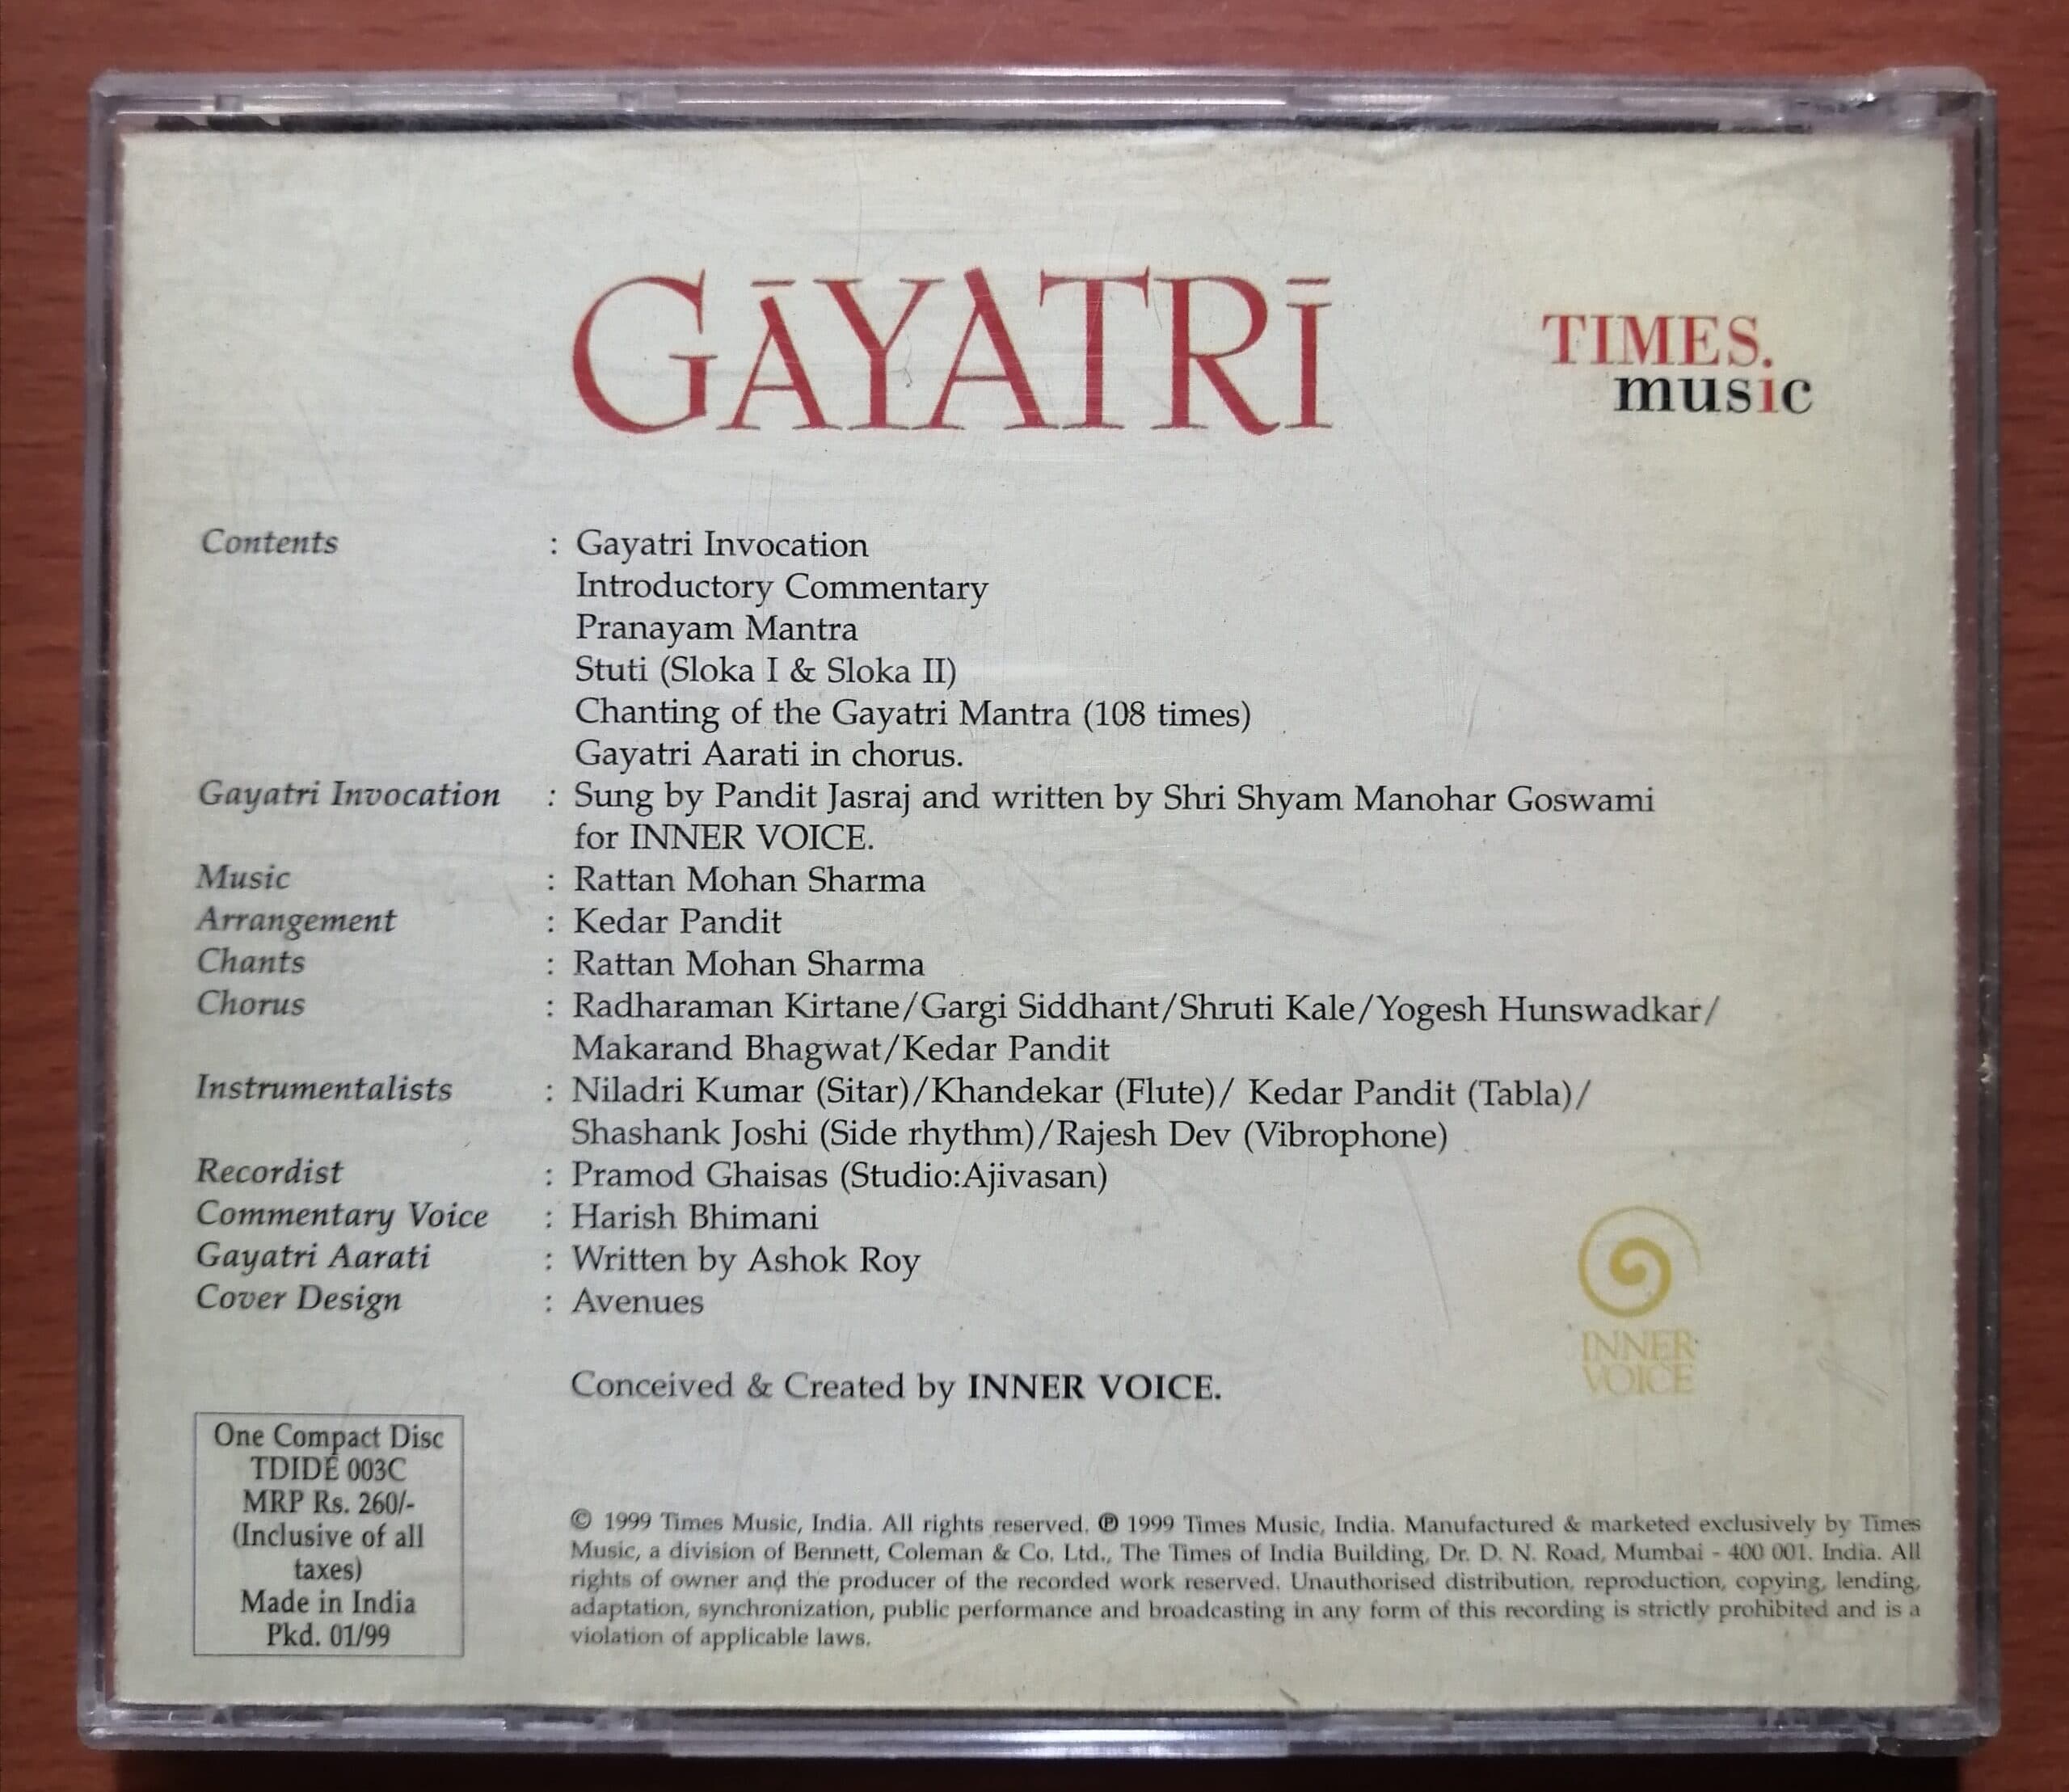 GĀYATRĪ
TIMES.
music
Contents : Gayatri Invocation
Introductory Commentary
Pranayam Mantra
Stuti (Sloka I & Sloka II)
Chanting of the Gayatri Mantra (108 times)
Gayatri Aarati in chorus.
Gayatri Invocation : Sung by Pandit Jasraj and written by Shri Shyam Manohar Goswami
for INNER VOICE.
Music : Rattan Mohan Sharma
Arrangement : Kedar Pandit
Chants : Rattan Mohan Sharma
Chorus : Radharaman Kirtane/Gargi Siddhant/Shruti Kale/Yogesh Hunswadkar/
Makarand Bhagwat/Kedar Pandit
Instrumentalists : Niladri Kumar (Sitar)/Khandekar (Flute)/ Kedar Pandit (Tabla)/
Shashank Joshi (Side rhythm)/Rajesh Dev (Vibrophone)
Recordist : Pramod Ghaisas (Studio:Ajivasan)
Commentary Voice : Harish Bhimani
Gayatri Aarati : Written by Ashok Roy
Cover Design : Avenues
INNER
VOICE
Conceived & Created by INNER VOICE.
One Compact Disc
TDIDE 003C
MRP Rs. 260/-
(Inclusive of all
taxes)
Made in India
Pkd. 01/99
© 1999 Times Music, India. All rights reserved. ℗ 1999 Times Music, India. Manufactured & marketed exclusively by Times
Music, a division of Bennett, Coleman & Co. Ltd., The Times of India Building, Dr. D. N. Road, Mumbai - 400 001. India. All
rights of owner and the producer of the recorded work reserved. Unauthorised distribution, reproduction, copying, lending,
adaptation, synchronization, public performance and broadcasting in any form of this recording is strictly prohibited and is a
violation of applicable laws.